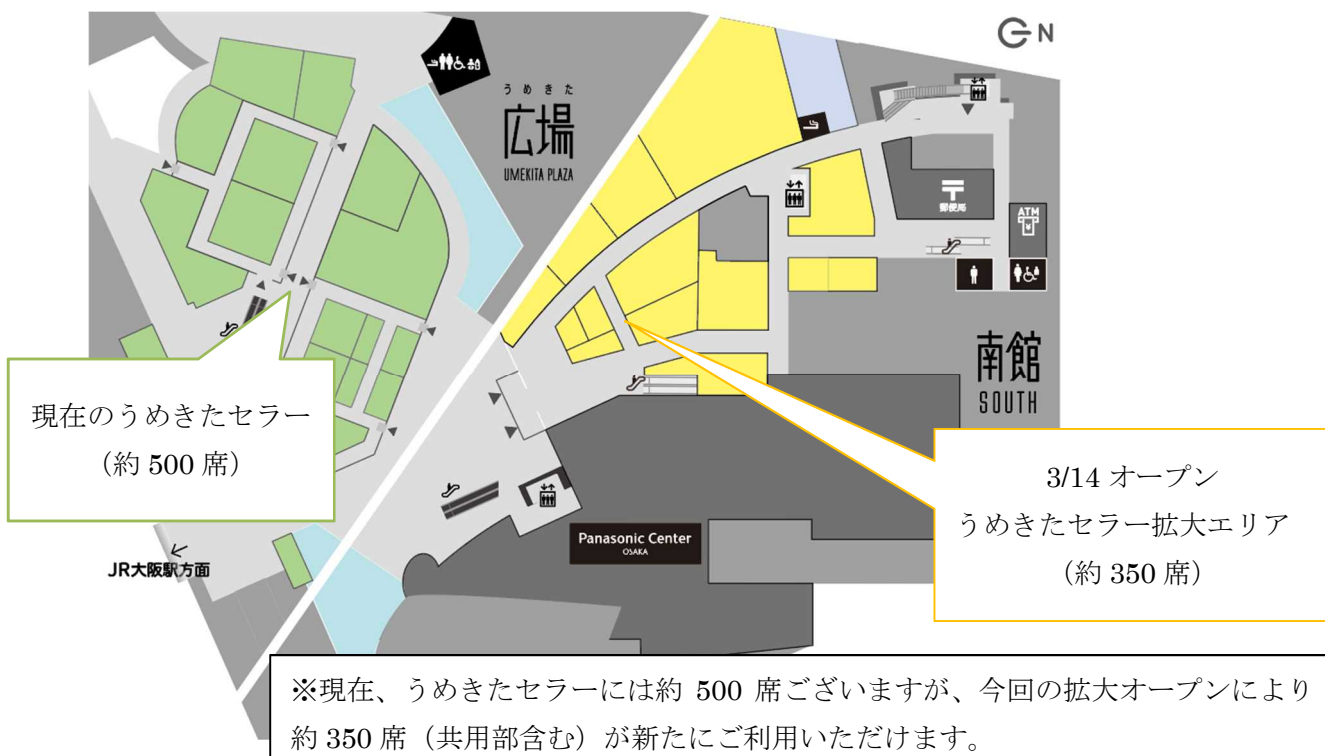 N
うめきた
広場
UMEKITA PLAZA
郵便局
ATM
南館
SOUTH
現在のうめきたセラー
（約 500 席）
3/14 オープン
うめきたセラー拡大エリア
（約 350 席）
Panasonic Center
OSAKA
JR大阪駅方面
※現在、うめきたセラーには約 500 席ございますが、今回の拡大オープンにより
約 350 席（共用部含む）が新たにご利用いただけます。